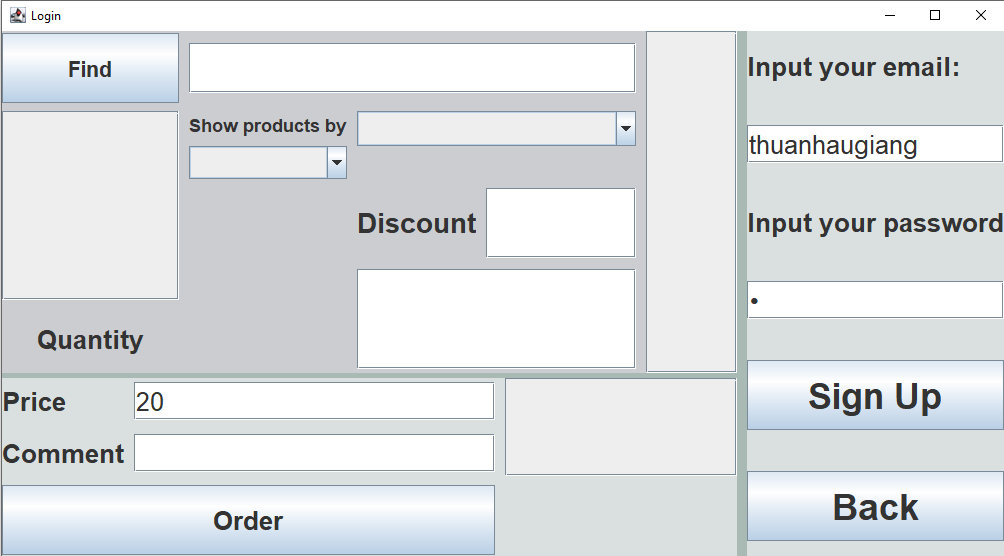 Login
Find
Show products by
Discount
Quantity
Price
20
Comment
Order
Input your email:
thuanhaugiang
Input your password
•
Sign Up
Back